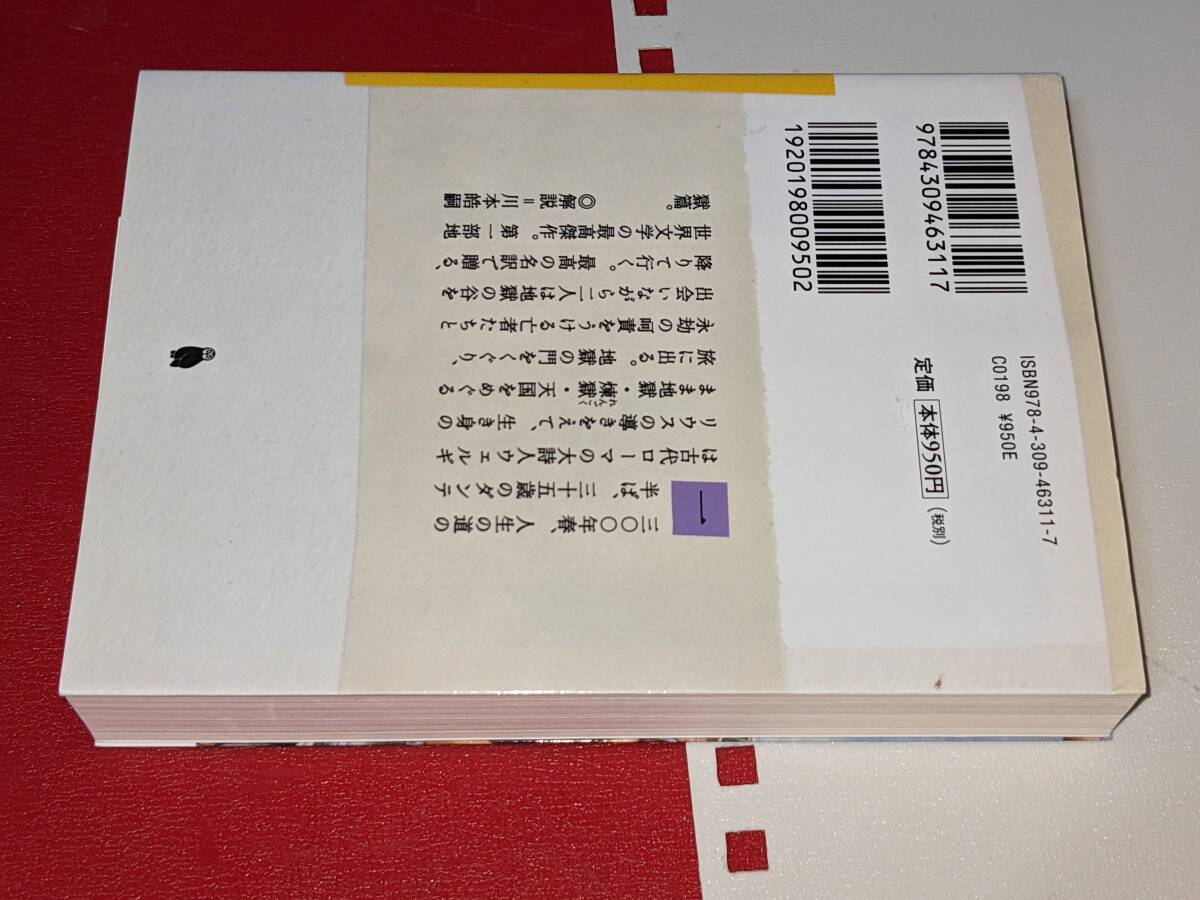 9784309463117
1920198009502
ISBN978-4-309-46311-7
C0198 ¥950E
定価 本体950円(税別)
一三〇〇年春、人生の道の
半ば、三十五歳のダンテ
は古代ローマの大詩人ウェルギ
リウスの導きをえて、生き身の
まま地獄・煉獄・天国をめぐる
れんごく
旅に出る。地獄の門をくぐり、
永劫の呵責をうける亡者たちと
出会いながら二人は地獄の谷を
降りて行く。最高の名訳で贈る、
世界文学の最高傑作。第一部地
獄篇。 ◎解説=川本皓嗣